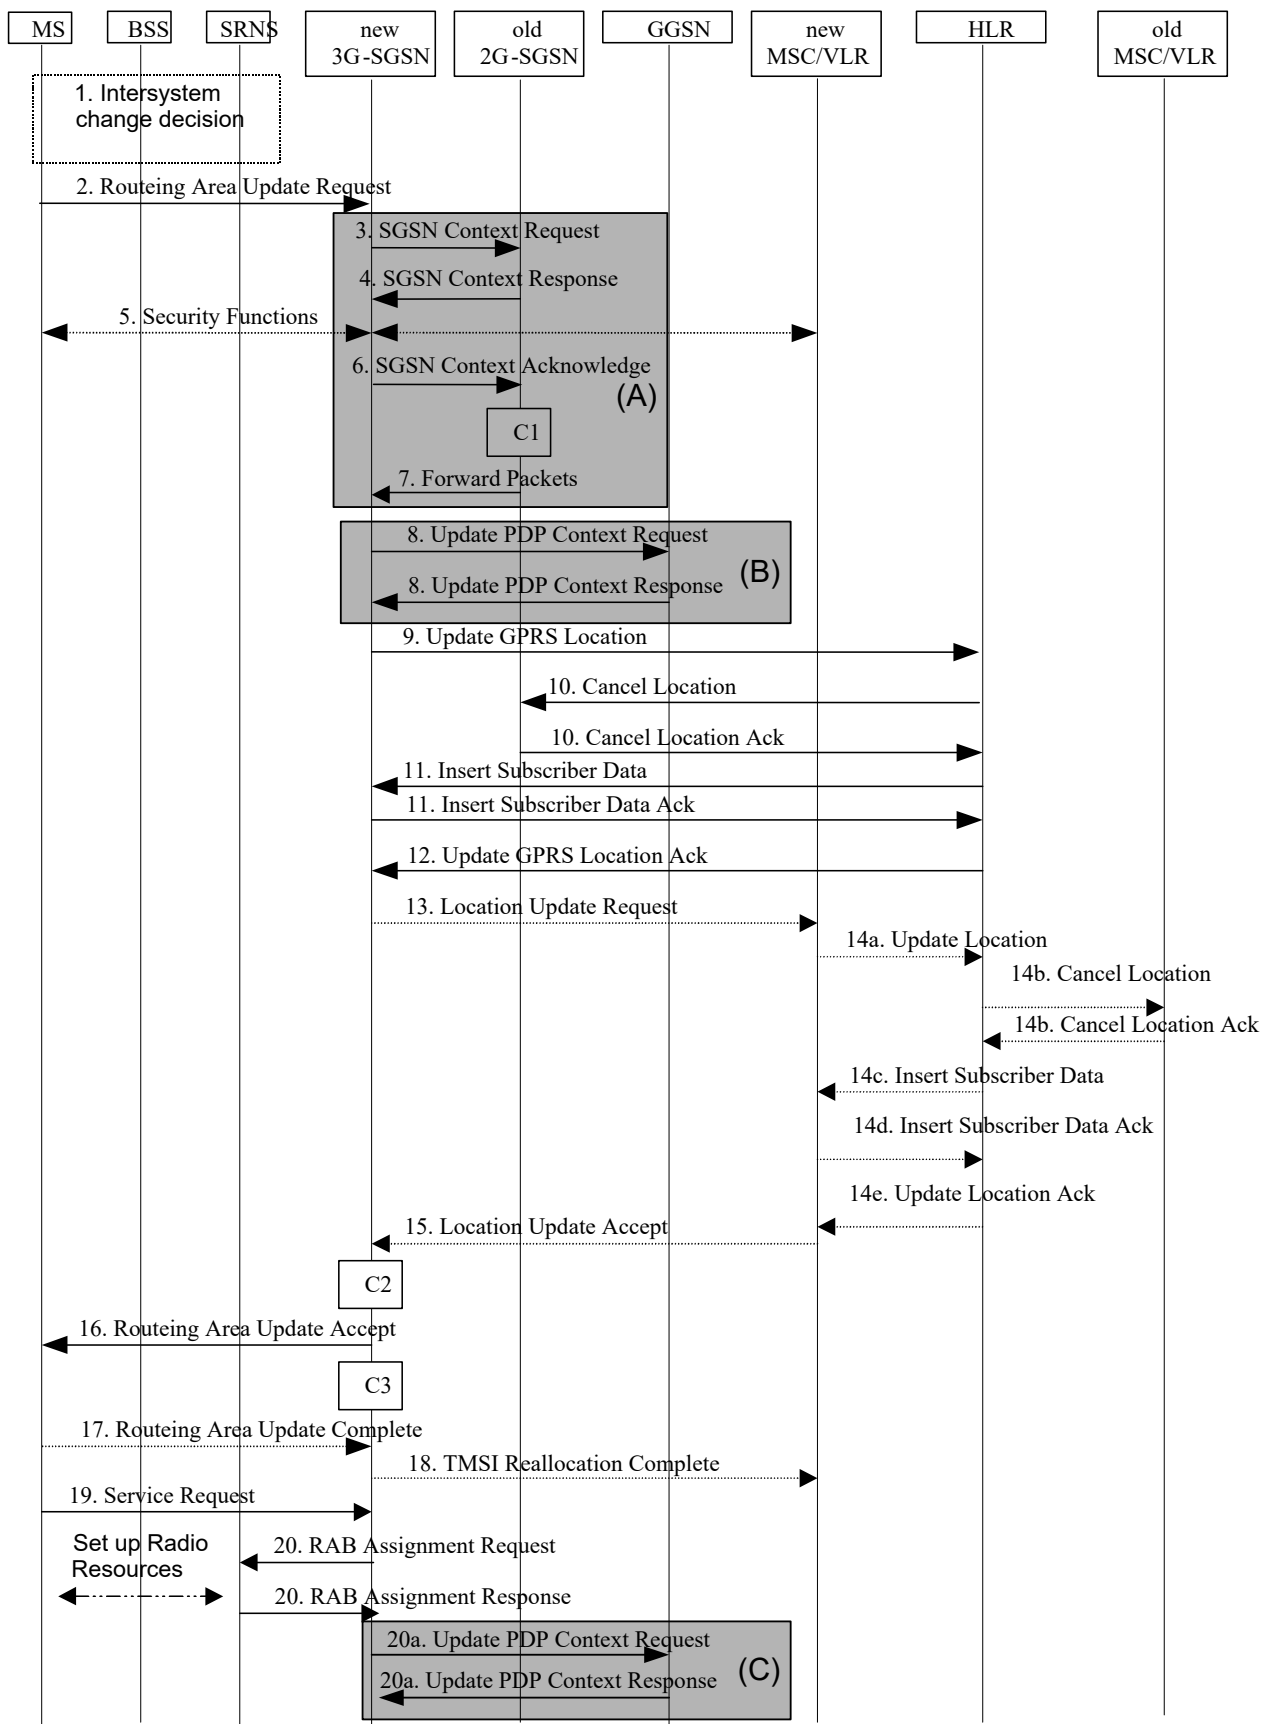 MS
BSS
SRNS
new
3G-SGSN
old
2G-SGSN
GGSN
new
MSC/VLR
HLR
old
MSC/VLR
1. Intersystem
change decision
2. Routeing Area Update Request
3. SGSN Context Request
4. SGSN Context Response
5. Security Functions
6. SGSN Context Acknowledge
(A)
C1
7. Forward Packets
8. Update PDP Context Request
(B)
8. Update PDP Context Response
9. Update GPRS Location
10. Cancel Location
10. Cancel Location Ack
11. Insert Subscriber Data
11. Insert Subscriber Data Ack
12. Update GPRS Location Ack
13. Location Update Request
14a. Update Location
14b. Cancel Location
14b. Cancel Location Ack
14c. Insert Subscriber Data
14d. Insert Subscriber Data Ack
14e. Update Location Ack
15. Location Update Accept
C2
16. Routeing Area Update Accept
C3
17. Routeing Area Update Complete
18. TMSI Reallocation Complete
19. Service Request
Set up Radio
Resources
20. RAB Assignment Request
20. RAB Assignment Response
20a. Update PDP Context Request
(C)
20a. Update PDP Context Response